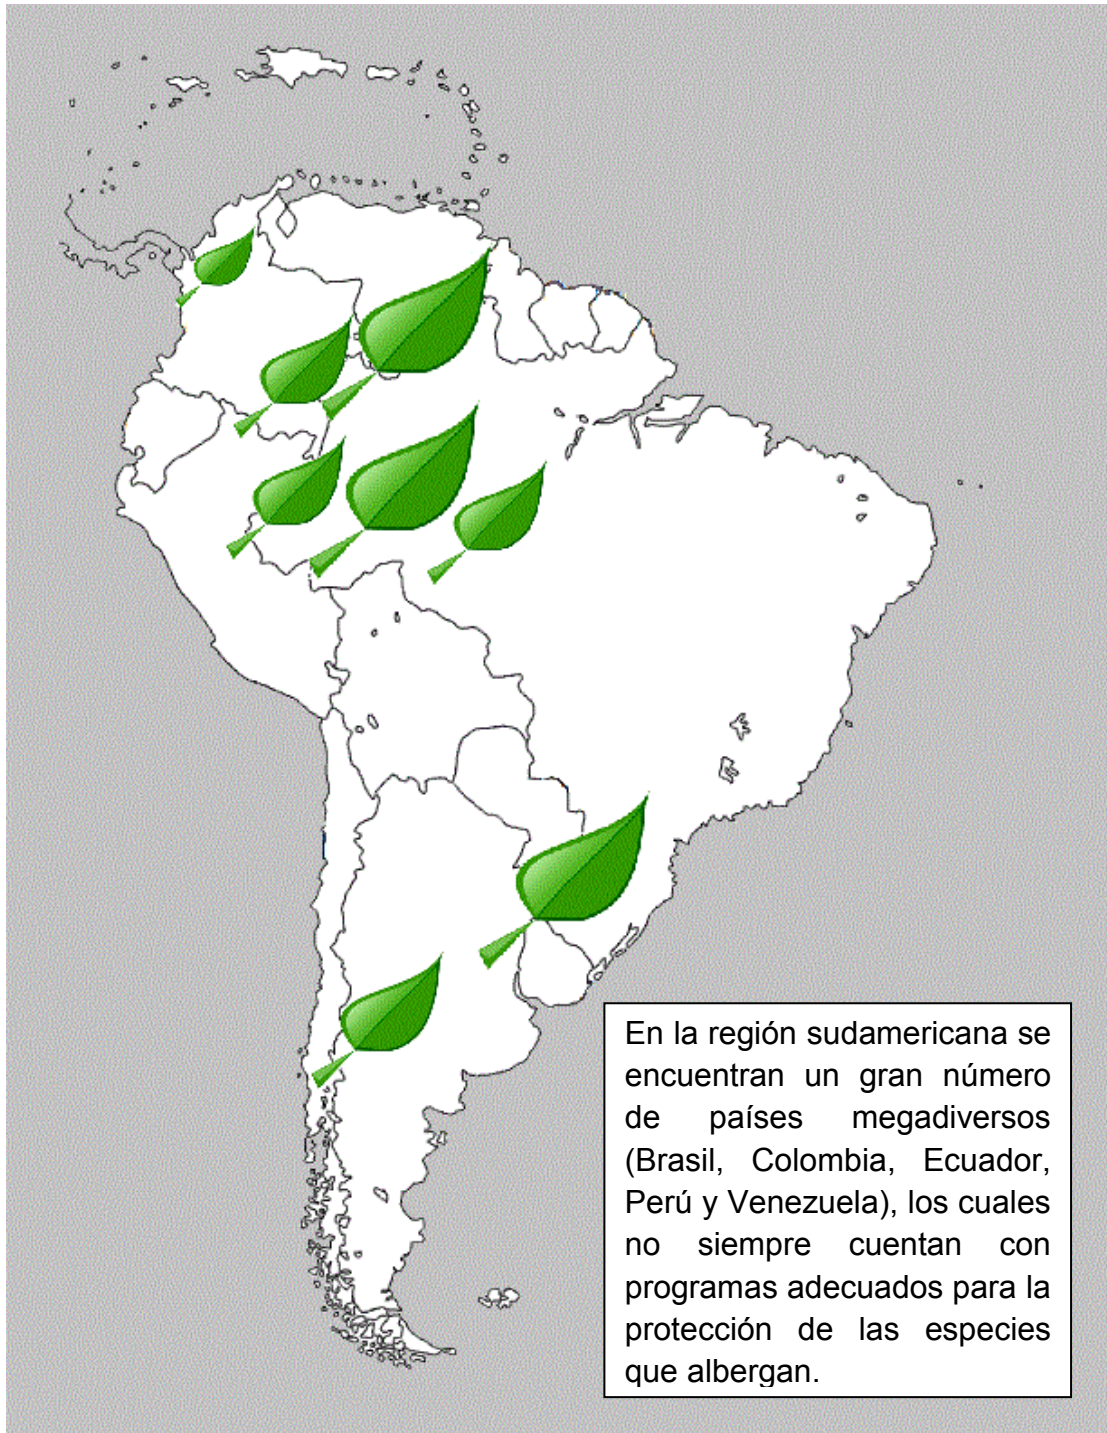 En la región sudamericana se
encuentran un gran número
de países megadiversos
(Brasil, Colombia, Ecuador,
Perú y Venezuela), los cuales
no siempre cuentan con
programas adecuados para la
protección de las especies
que albergan.